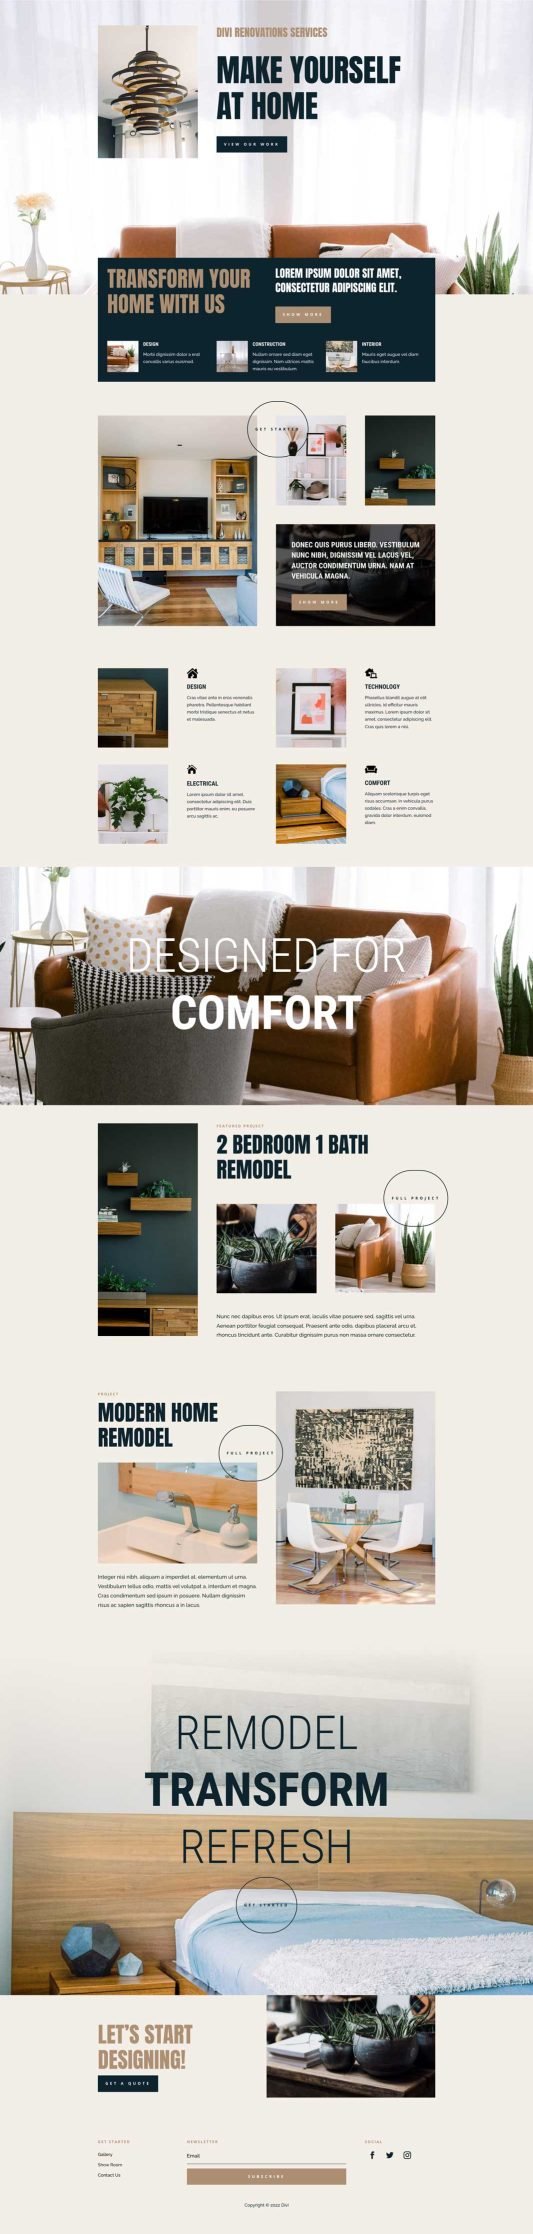 DIVI RENOVATIONS SERVICES
MAKE YOURSELF
AT HOME
VIEW OUR WORK
TRANSFORM YOUR
HOME WITH US
LOREM IPSUM DOLOR SIT AMET,
CONSECTETUR ADIPISCING ELIT.
SHOW MORE
DESIGN
Morbi dignissim dolor a erat
convallis varius euismod.
CONSTRUCTION
Nullam ornare sed diam eget
dignissim. Nam ultrices mattis
mauris eu vestibulum.
INTERIOR
Mauris eget augue vel diam
faucibus interdum.
GET STARTED
DONEC QUIS PURUS LIBERO, VESTIBULUM
NUNC NIBH, DIGNISSIM VEL LACUS VEL,
AUCTOR CONDIMENTUM URNA. NAM AT
VEHICULA MAGNA.
SHOW MORE
DESIGN
Cras vitae ante in eros venenatis
pharetra. Pellentesque habitant
morbi tristique senectus et netus
et malesuada.
TECHNOLOGY
Phasellus blandit augue at elit
ultricies, id efficitur mauris
maximus. Lorem ipsum dolor sit
amet, consectetur adipiscing elit.
Cras quis lorem a nisl.
ELECTRICAL
Lorem ipsum dolor sit amet,
consectetur adipiscing elit. Duis
porttitor mauris enim, eu posuere
arcu sagittis ac.
COMFORT
Aliquam scelerisque turpis eget
risus accumsan, in vehicula purus
sodales. Cras a enim convallis,
gravida dolor interdum, euismod
diam.
DESIGNED FOR
COMFORT
FEATURED PROJECT
2 BEDROOM 1 BATH
REMODEL
FULL PROJECT
Nunc nec dapibus eros. Ut ipsum erat, iaculis vitae posuere sed, sagittis vel urna.
Aenean porttitor feugiat consequat. Praesent ante odio, dapibus placerat arcu et,
rhoncus tincidunt ante. Curabitur dignissim purus non massa ornare consectetur.
PROJECT
MODERN HOME
REMODEL
FULL PROJECT
Integer nisi nibh, aliquam a imperdiet at, elementum ut urna.
Vestibulum tellus odio, mattis vel volutpat a, interdum et magna.
Cras condimentum sed ipsum in posuere. Nullam dignissim
risus ac sapien sagittis rhoncus a in lacus.
REMODEL
TRANSFORM
REFRESH
GET STARTED
LET'S START
DESIGNING!
GET A QUOTE
GET STARTED
Gallery
Show Room
Contact Us
NEWSLETTER
Email
SUBSCRIBE
SOCIAL
Copyright © 2022 Divi